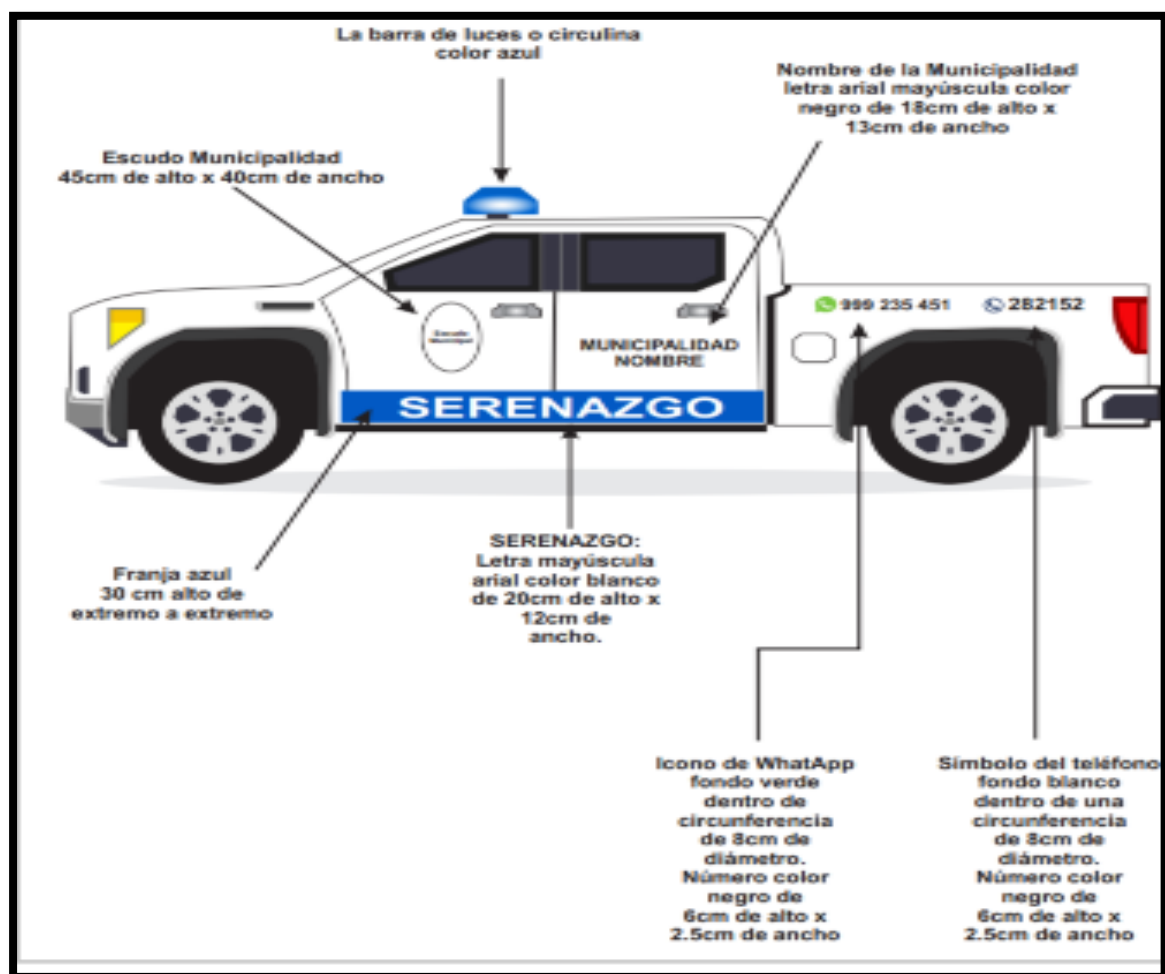 La barra de luces o circulina
color azul
Nombre de la Municipalidad
letra arial mayúscula color
negro de 18cm de alto x
13cm de ancho
Escudo Municipalidad
45cm de alto x 40cm de ancho
999 235 451
282152
Escudo
Municipal
MUNICIPALIDAD
NOMBRE
SERENAZGO
SERENAZGO:
Letra mayúscula
arial color blanco
de 20cm de alto x
12cm de
ancho.
Franja azul
30 cm alto de
extremo a extremo
Icono de WhatApp
fondo verde
dentro de
circunferencia
de 8cm de
diámetro.
Número color
negro de
6cm de alto x
2.5cm de ancho
Símbolo del teléfono
fondo blanco
dentro de una
circunferencia
de 8cm de
diámetro.
Número color
negro de
6cm de alto x
2.5cm de ancho